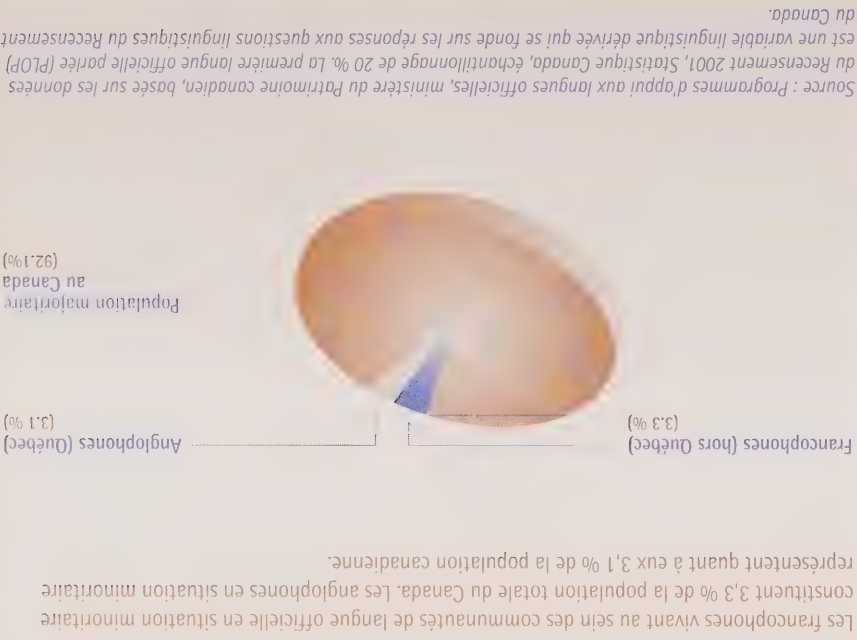 Les francophones vivant au sein des communautés de langue officielle en situation minoritaire
constituent 3,3 % de la population totale du Canada. Les anglophones en situation minoritaire
représentent quant à eux 3,1 % de la population canadienne.
Francophones (hors Québec)
(3.3 %)
Anglophones (Québec)
(3.1 %)
Population majoritaire
au Canada
(92.1%)
Source : Programmes d'appui aux langues officielles, ministère du Patrimoine canadien, basée sur les données
du Recensement 2001, Statistique Canada, échantillonnage de 20 %. La première langue officielle parlée (PLOP)
est une variable linguistique dérivée qui se fonde sur les réponses aux questions linguistiques du Recensement
du Canada.